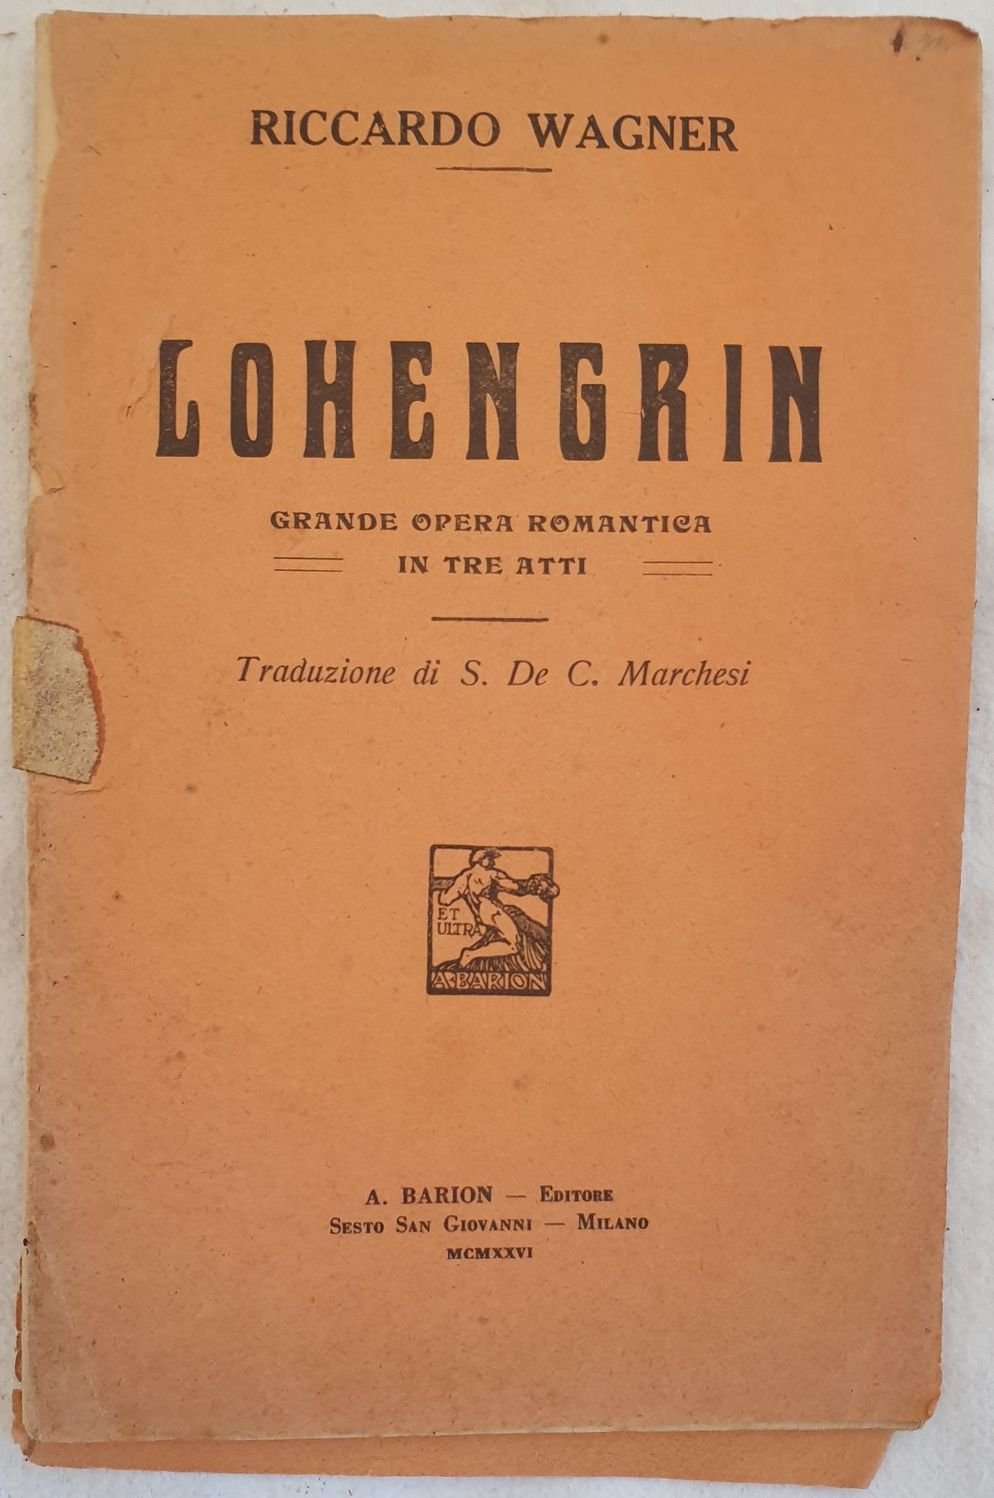 RICCARDO WAGNER
LOHENGRIN
GRANDE OPERA ROMANTICA
IN TRE ATTI
Traduzione di S. De C. Marchesi
ET
ULTRA
A·BARION
A. BARION — EDITORE
SESTO SAN GIOVANNI — MILANO
MCMXXVI